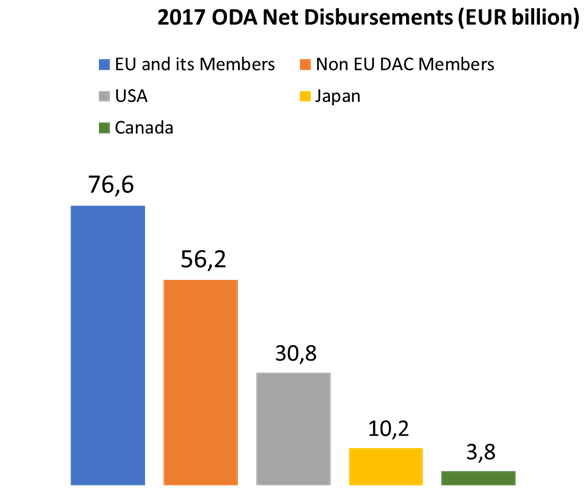 2017 ODA Net Disbursements (EUR billion)
EU and its Members
Non EU DAC Members
USA
Japan
Canada
76,6
56,2
30,8
10,2
3,8